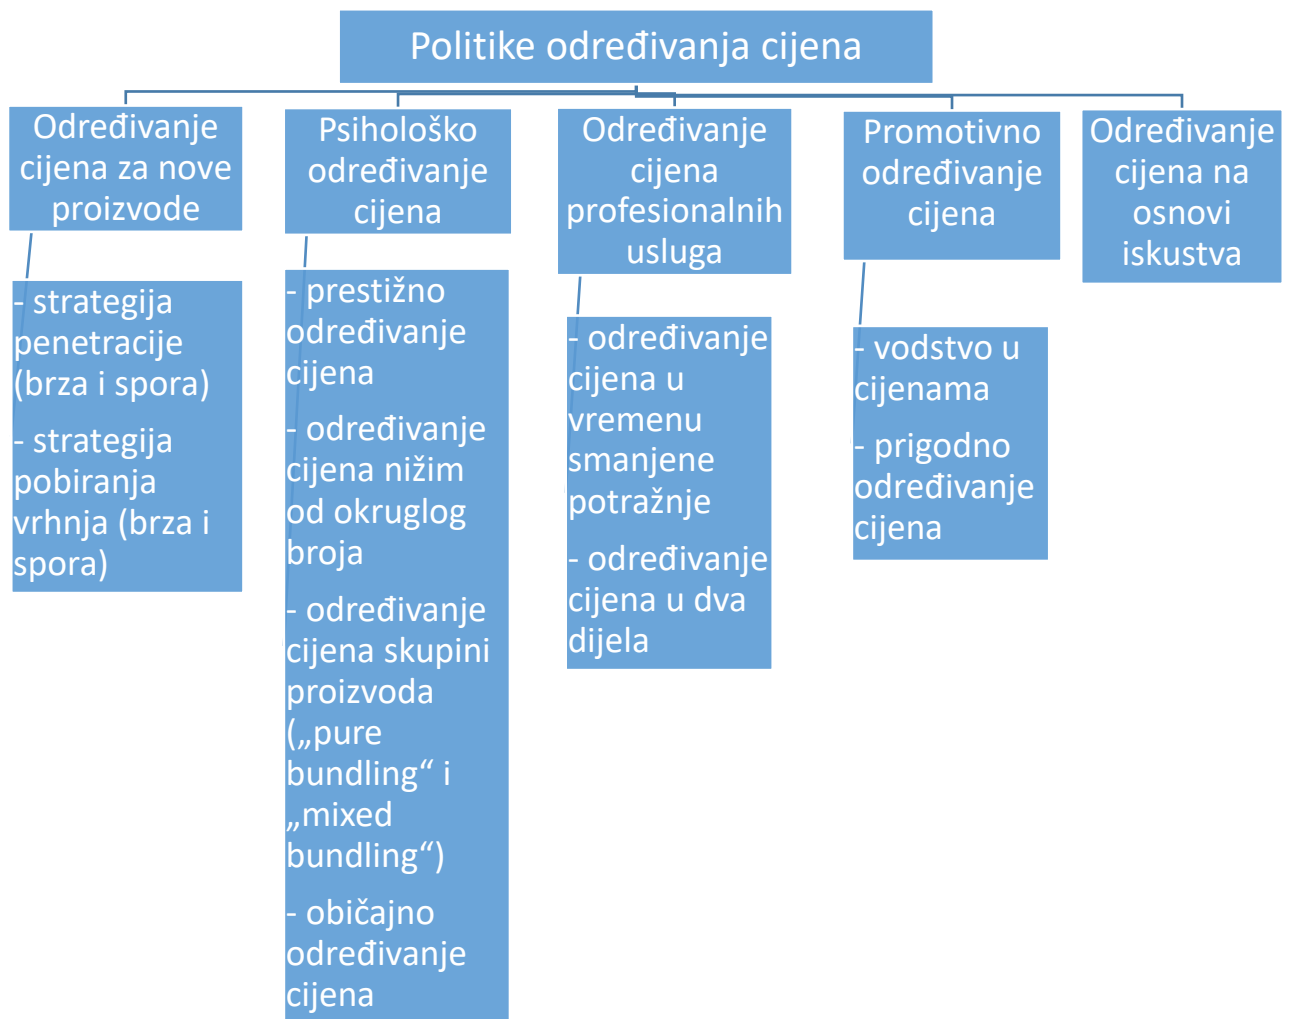 Politike određivanja cijena
Određivanje
cijena za nove
proizvode
- strategija
penetracije
(brza i spora)
- strategija
pobiranja
vrhnja (brza i
spora)
Psihološko
određivanje
cijena
- prestižno
određivanje
cijena
- određivanje
cijena nižim
od okruglog
broja
- određivanje
cijena skupini
proizvoda
(„pure
bundling“ i
„mixed
bundling“)
- običajno
određivanje
cijena
Određivanje
cijena
profesionalnih
usluga
- određivanje
cijena u
vremenu
smanjene
potražnje
- određivanje
cijena u dva
dijela
Promotivno
određivanje
cijena
- vodstvo u
cijenama
- prigodno
određivanje
cijena
Određivanje
cijena na
osnovi
iskustva